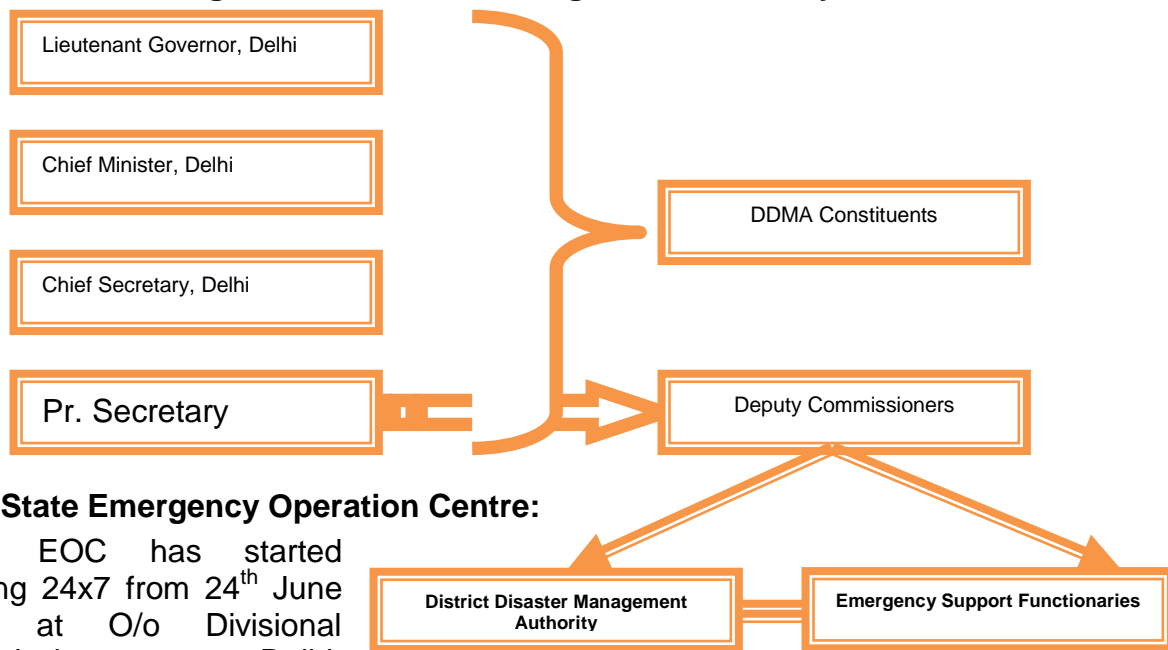 Lieutenant Governor, Delhi
Chief Minister, Delhi
DDMA Constituents
Chief Secretary, Delhi
Pr. Secretary
Deputy Commissioners
State Emergency Operation Centre:
EOC has started
ng 24x7 from 24th June
at O/o Divisional
District Disaster Management
Authority
Emergency Support Functionaries